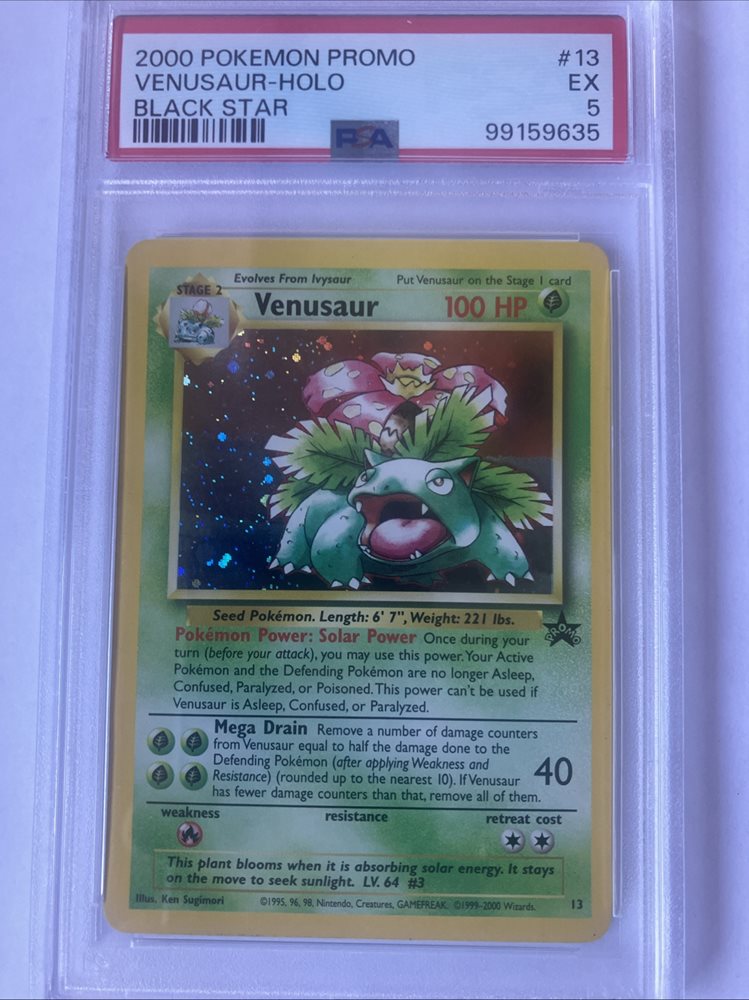 2000 POKEMON PROMO #13
VENUSAUR-HOLO EX
BLACK STAR 5
PSA 99159635
Evolves From Ivysaur Put Venusaur on the Stage 1 card
STAGE 2
Venusaur 100 HP
Seed Pokémon. Length: 6' 7", Weight: 221 lbs.
PROMO
Pokémon Power: Solar Power Once during your
turn (before your attack), you may use this power. Your Active
Pokémon and the Defending Pokémon are no longer Asleep,
Confused, Paralyzed, or Poisoned. This power can't be used if
Venusaur is Asleep, Confused, or Paralyzed.
Mega Drain Remove a number of damage counters
from Venusaur equal to half the damage done to the
Defending Pokémon (after applying Weakness and
Resistance) (rounded up to the nearest 10). If Venusaur
has fewer damage counters than that, remove all of them.
40
weakness resistance retreat cost
This plant blooms when it is absorbing solar energy. It stays
on the move to seek sunlight. LV. 64 #3
Illus. Ken Sugimori ©1995, 96, 98, Nintendo, Creatures, GAMEFREAK. ©1999-2000 Wizards. 13